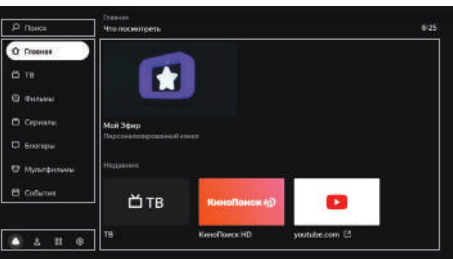 Поиск
Главная
ТВ
Фильмы
Сериалы
Блогеры
Мультфильмы
События
Главная
Что посмотреть
6:25
Мой Эфир
Персонализированный канал
Недавние
ТВ
КиноПоиск HD
ТВ
КиноПоиск HD
youtube.com